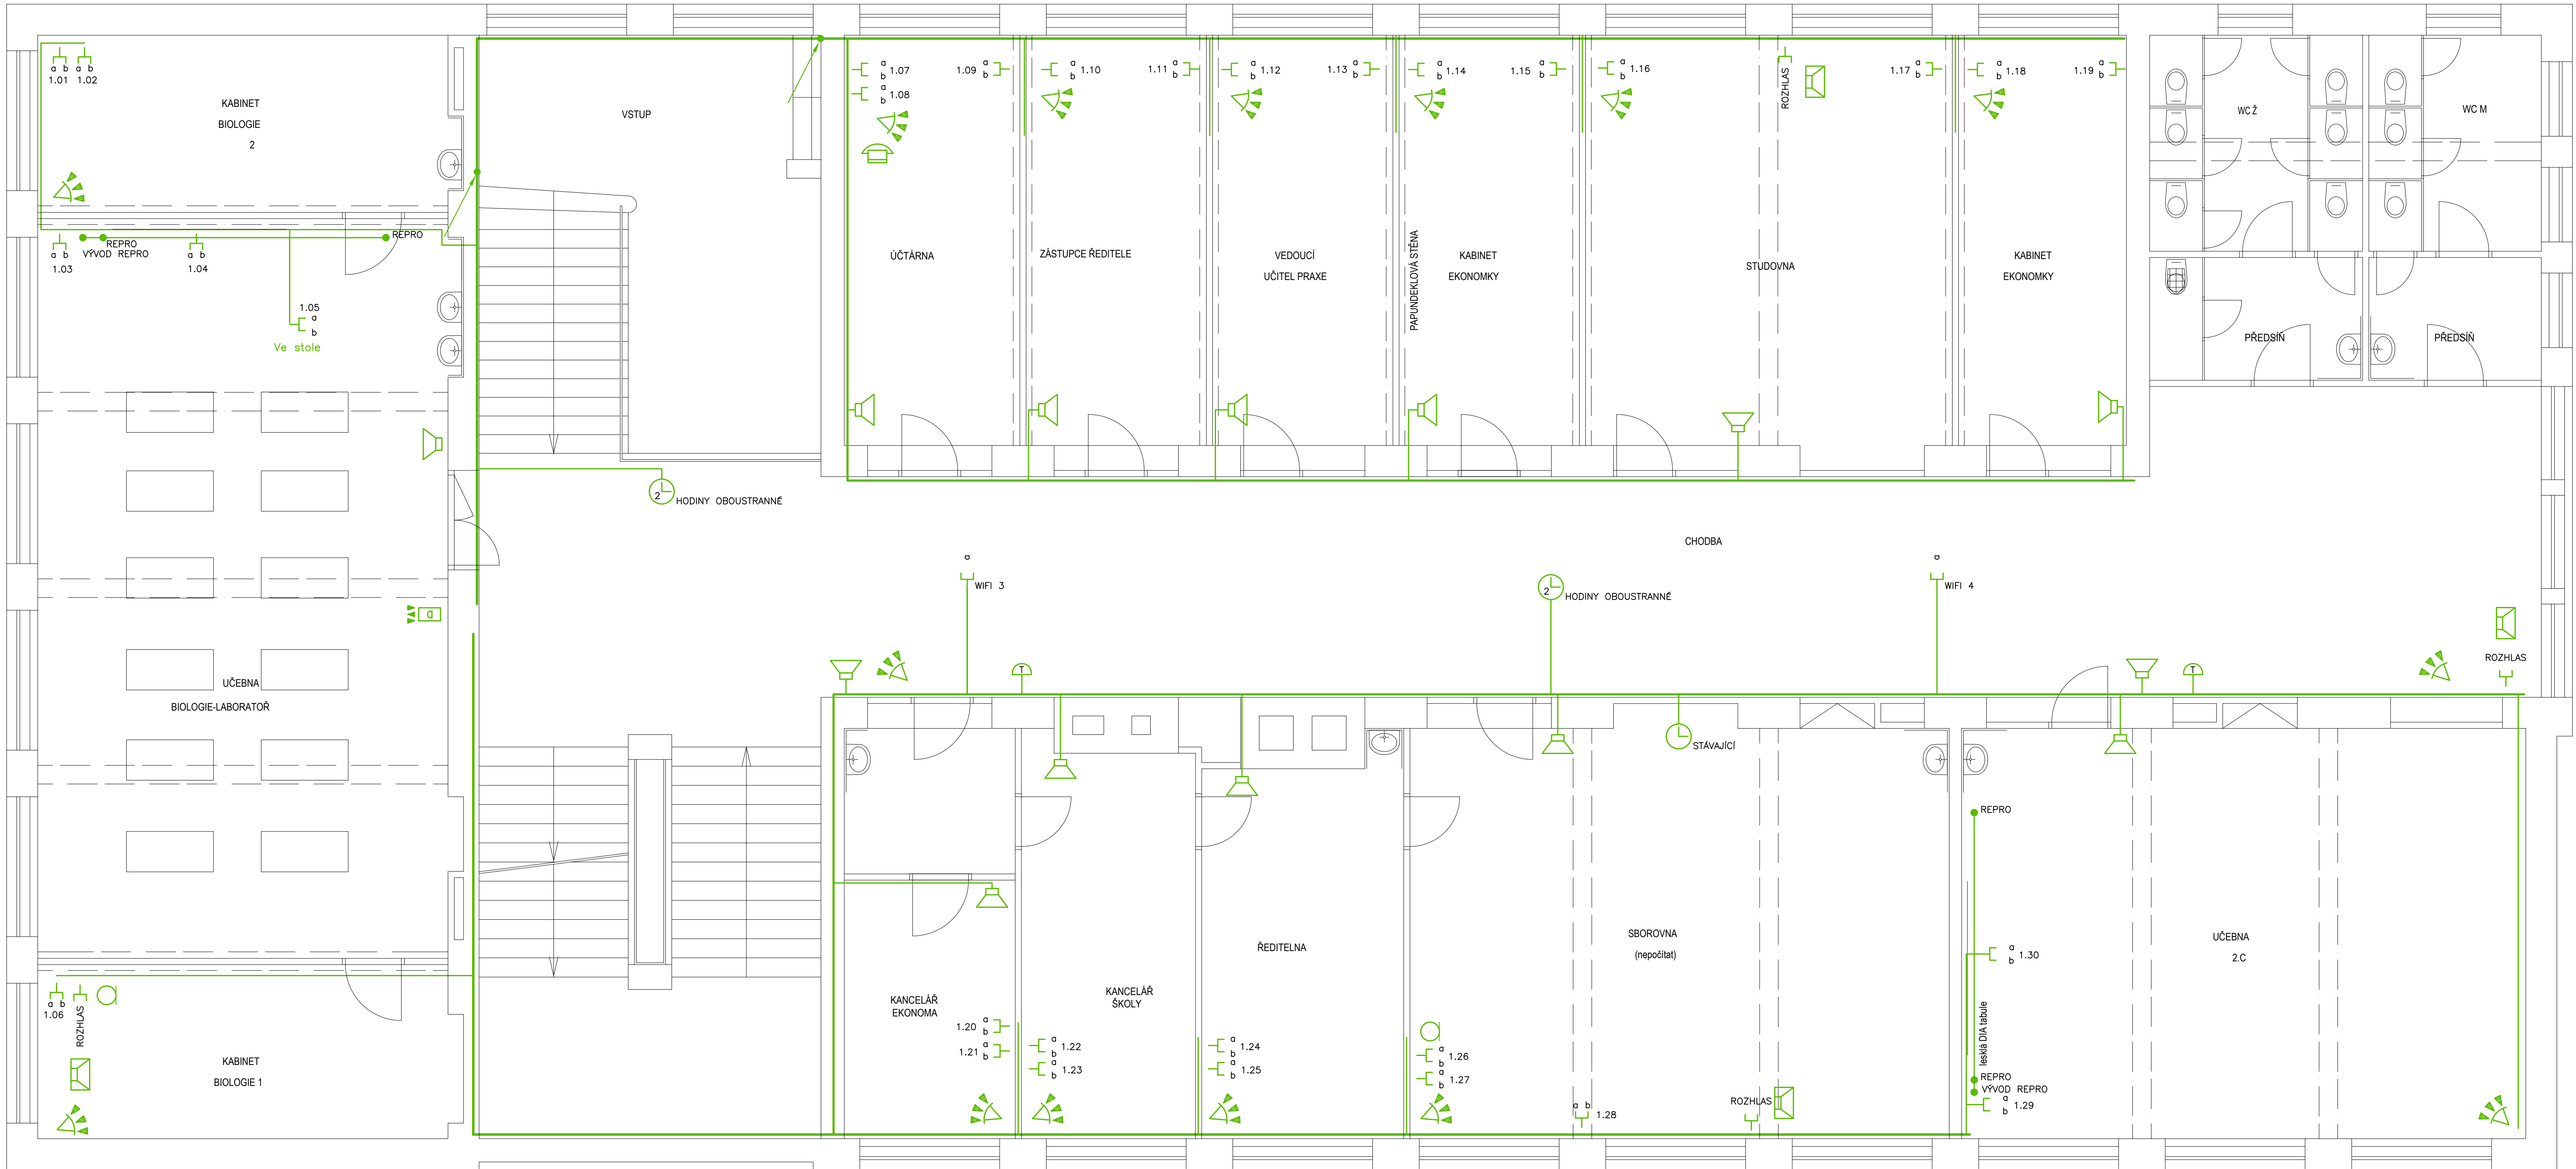 a b
1.01
a b
1.02
KABINET
BIOLOGIE
2
VSTUP
a
b 1.07
a
b 1.08
1.09 a
b
a
b 1.10
1.11 a
b
a
b 1.12
1.13 a
b
a
b 1.14
1.15 a
b
a
b 1.16
ROZHLAS
1.17 a
b
a
b 1.18
1.19 a
b
WC Ž
WC M
REPRO
VÝVOD REPRO
REPRO
a b
1.03
a b
1.04
1.05
a
b
Ve stole
ÚČTÁRNA
ZÁSTUPCE ŘEDITELE
VEDOUCÍ
UČITEL PRAXE
PAPUNDEKLOVÁ STĚNA
KABINET
EKONOMKY
STUDOVNA
KABINET
EKONOMKY
PŘEDSÍŇ
PŘEDSÍŇ
2
HODINY OBOUSTRANNÉ
CHODBA
a
WIFI 3
2
HODINY OBOUSTRANNÉ
a
WIFI 4
a
T
T
ROZHLAS
UČEBNA
BIOLOGIE-LABORATOŘ
STÁVAJÍCÍ
REPRO
SBOROVNA
(nepočítat)
ŘEDITELNA
UČEBNA
2.C
a
b 1.30
KANCELÁŘ
ŠKOLY
KANCELÁŘ
EKONOMA
a b
1.06
ROZHLAS
KABINET
BIOLOGIE 1
1.20 a
b
1.21 a
b
a
b 1.22
a
b 1.23
a
b 1.24
a
b 1.25
a
b 1.26
a
b 1.27
a b
1.28
ROZHLAS
lesklá DIA tabule
REPRO
VÝVOD REPRO
a
b 1.29